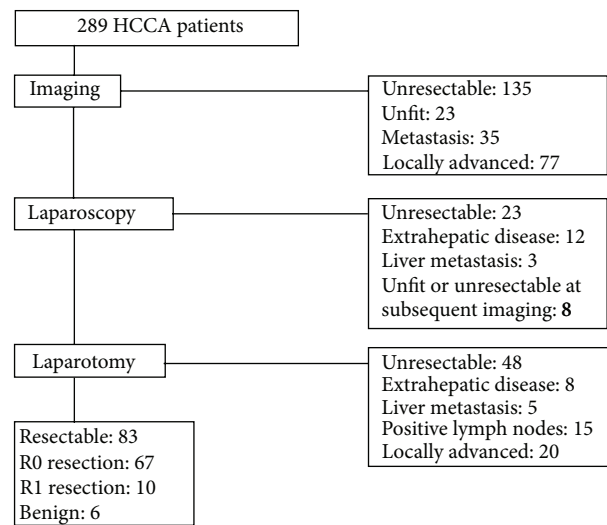 289 HCCA patients
Imaging
Unresectable: 135
Unfit: 23
Metastasis: 35
Locally advanced: 77
Laparoscopy
Unresectable: 23
Extrahepatic disease: 12
Liver metastasis: 3
Unfit or unresectable at
subsequent imaging: 8
Laparotomy
Unresectable: 48
Extrahepatic disease: 8
Liver metastasis: 5
Positive lymph nodes: 15
Locally advanced: 20
Resectable: 83
R0 resection: 67
R1 resection: 10
Benign: 6